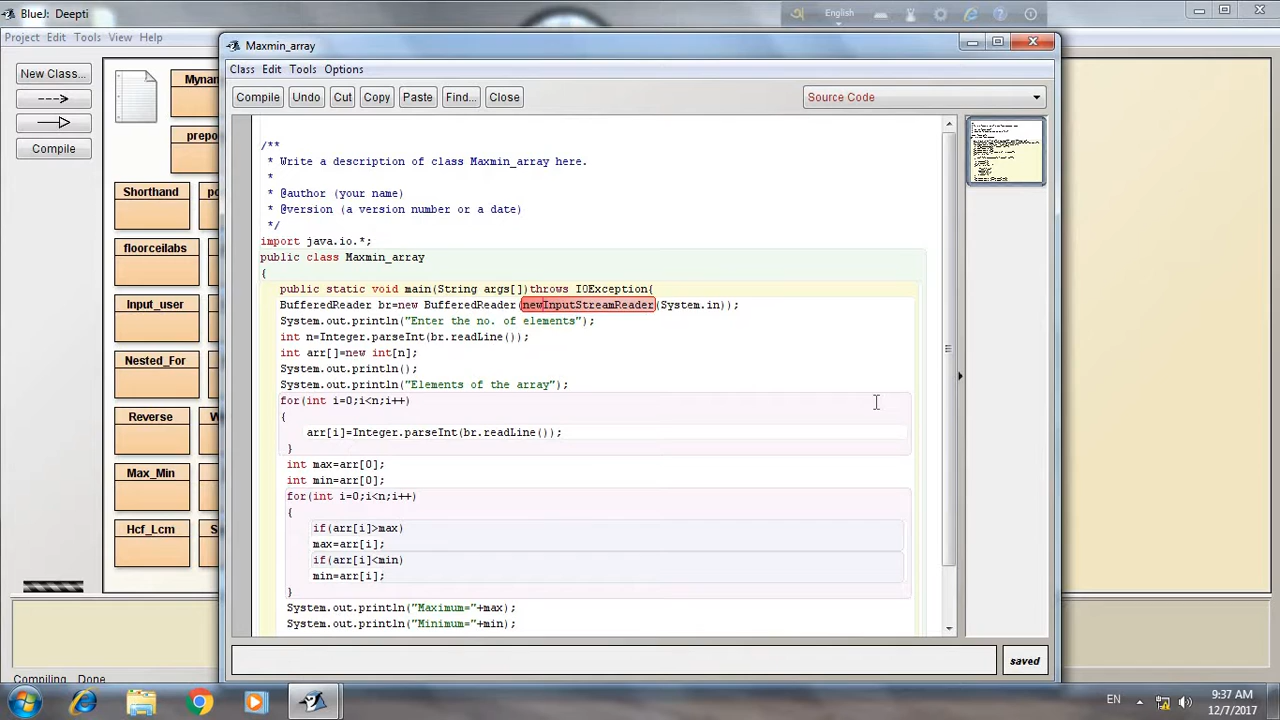 BlueJ: Deepti
English
Project Edit Tools View Help
New Class...
Compile
Mynan
prepo
Shorthand
po
floorceilabs
Input_user
Nested_For
Reverse
W
Max_Min
Hcf_Lcm
S
Compiling Done
Maxmin_array
Class Edit Tools Options
Compile Undo Cut Copy Paste Find... Close Source Code
/**
* Write a description of class Maxmin_array here.
*
* @author (your name)
* @version (a version number or a date)
*/
import java.io.*;
public class Maxmin_array
{
public static void main(String args[])throws IOException{
BufferedReader br=new BufferedReader(newInputStreamReader(System.in));
System.out.println("Enter the no. of elements");
int n=Integer.parseInt(br.readLine());
int arr[]=new int[n];
System.out.println();
System.out.println("Elements of the array");
for(int i=0;i<n;i++)
{
arr[i]=Integer.parseInt(br.readLine());
}
int max=arr[0];
int min=arr[0];
for(int i=0;i<n;i++)
{
if(arr[i]>max)
max=arr[i];
if(arr[i]<min)
min=arr[i];
}
System.out.println("Maximum="+max);
System.out.println("Minimum="+min);
saved
EN
9:37 AM
12/7/2017